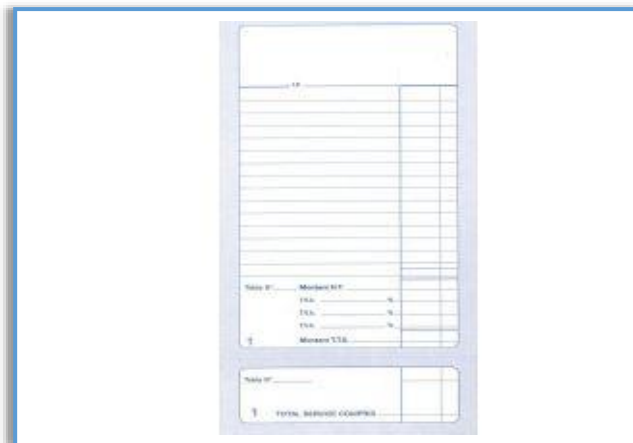 Table N°
Montant H.T.
T.V.A. %
T.V.A. %
T.V.A. %
1 Montant T.T.C.
Table N°
1 TOTAL SERVICE COMPRIS